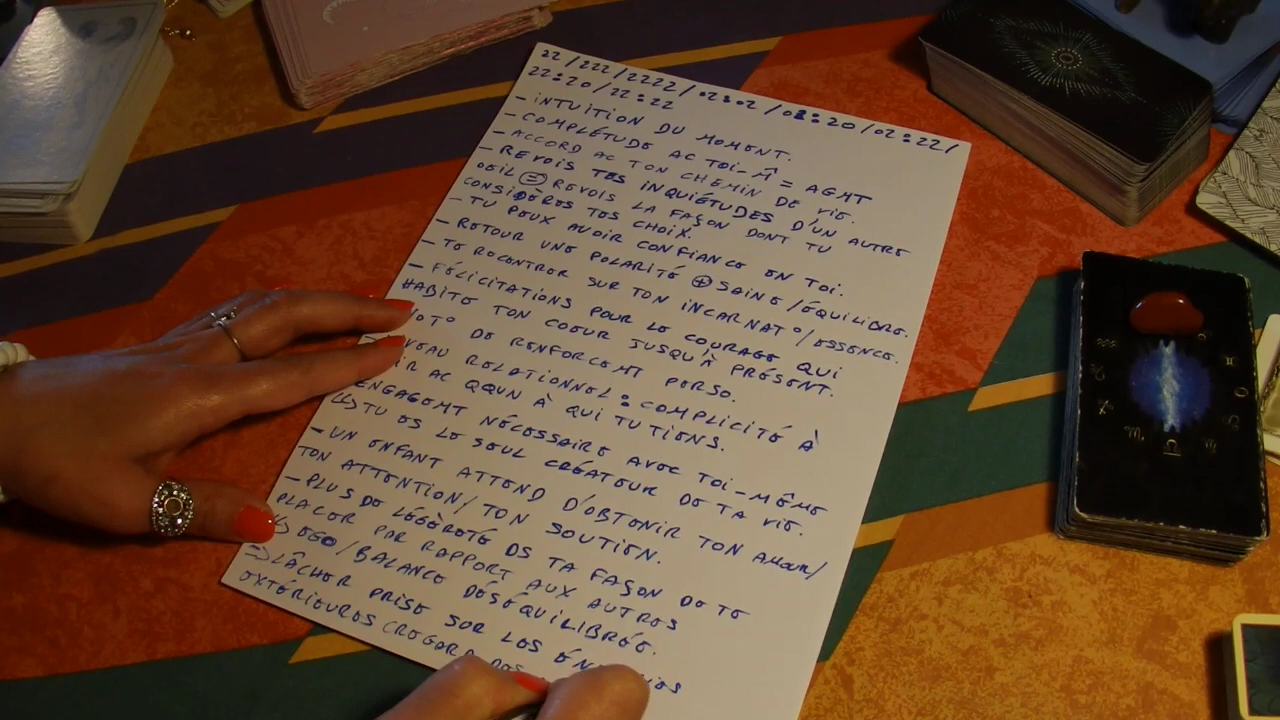 22/222/2222/02:02/02:20/02:22/
22:20/22:22
- INTUITION DU MOMENT.
- COMPLÉTUDE AC TOI-M̂ = AGMT
- ACCORD AC TON CHEMIN DE VIE.
- REVOIS TES INQUIÉTUDES D'UN AUTRE
OEIL = REVOIS LA FAÇON DONT TU
CONSIDÈRES TES CHOIX.
- TU PEUX AVOIR CONFIANCE EN TOI.
- RETOUR UNE POLARITÉ + SAINE/ÉQUILIBRE.
- TE RECENTRER SUR TON INCARNAT°/ESSENCE.
- FÉLICITATIONS POUR LE COURAGE QUI
HABITE TON COEUR JUSQU'À PRÉSENT.
DE RENFORCEMT PERSO.
RELATIONNEL : COMPLICITÉ À
AC QQUN À QUI TU TIENS.
ENGAGEMT NÉCESSAIRE AVEC TOI-MÊME
↳ TU ES LE SEUL CRÉATEUR DE TA VIE.
- UN ENFANT ATTEND D'OBTENIR TON AMOUR/
TON ATTENTION/TON SOUTIEN.
- PLUS DE LÉGÈRETÉ DS TA FAÇON DE TE
PLACER PAR RAPPORT AUX AUTRES
↳ EGO/BALANCE DÉSÉQUILIBRÉE.
⇒ LÂCHER PRISE SUR LES
EXTÉRIEURES